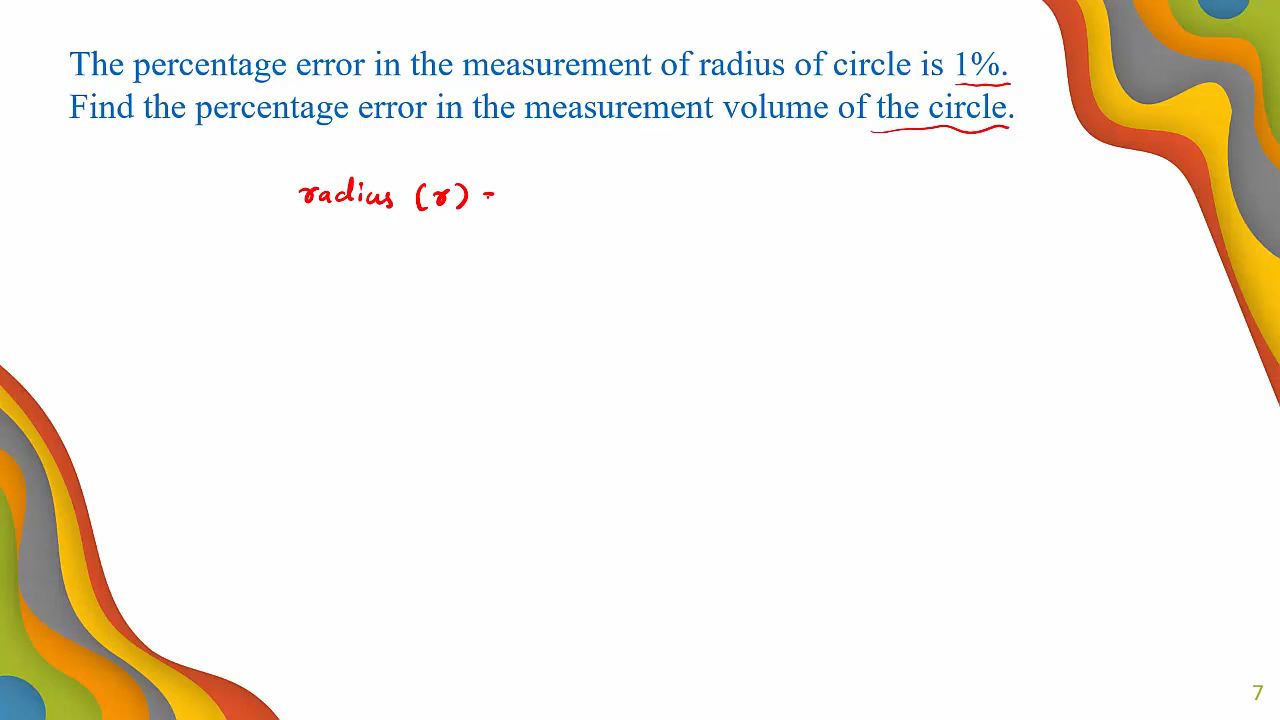 The percentage error in the measurement of radius of circle is 1%.
Find the percentage error in the measurement volume of the circle.
radius (r) -
7